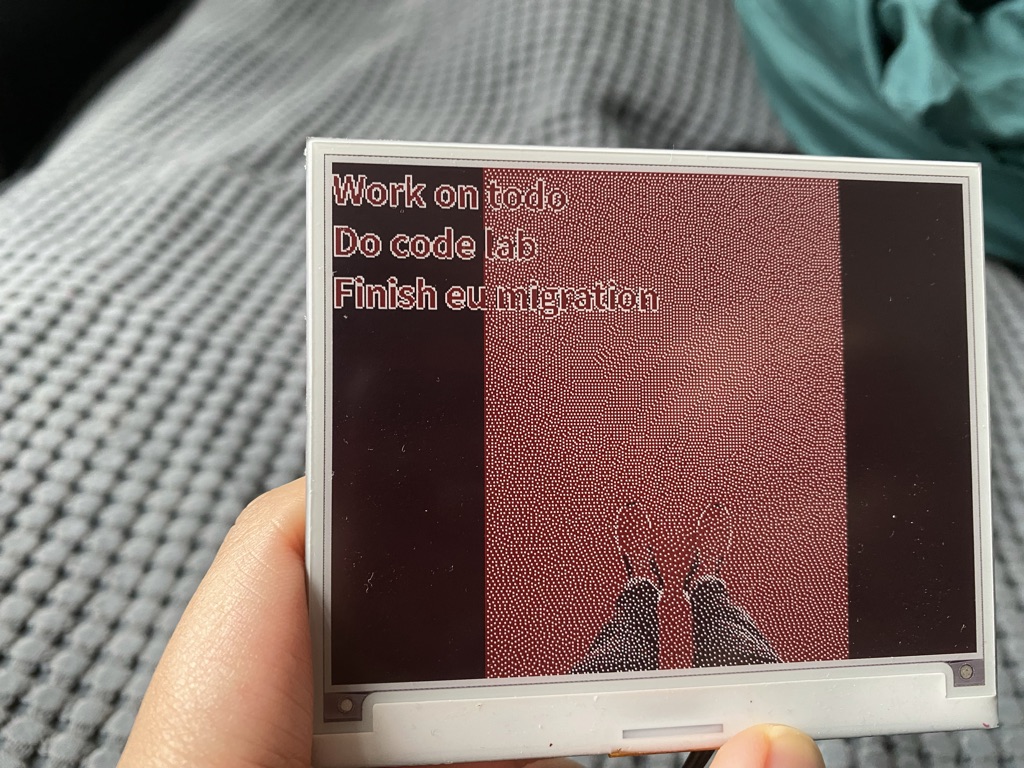 Work on todo
Do code lab
Finish eu migration